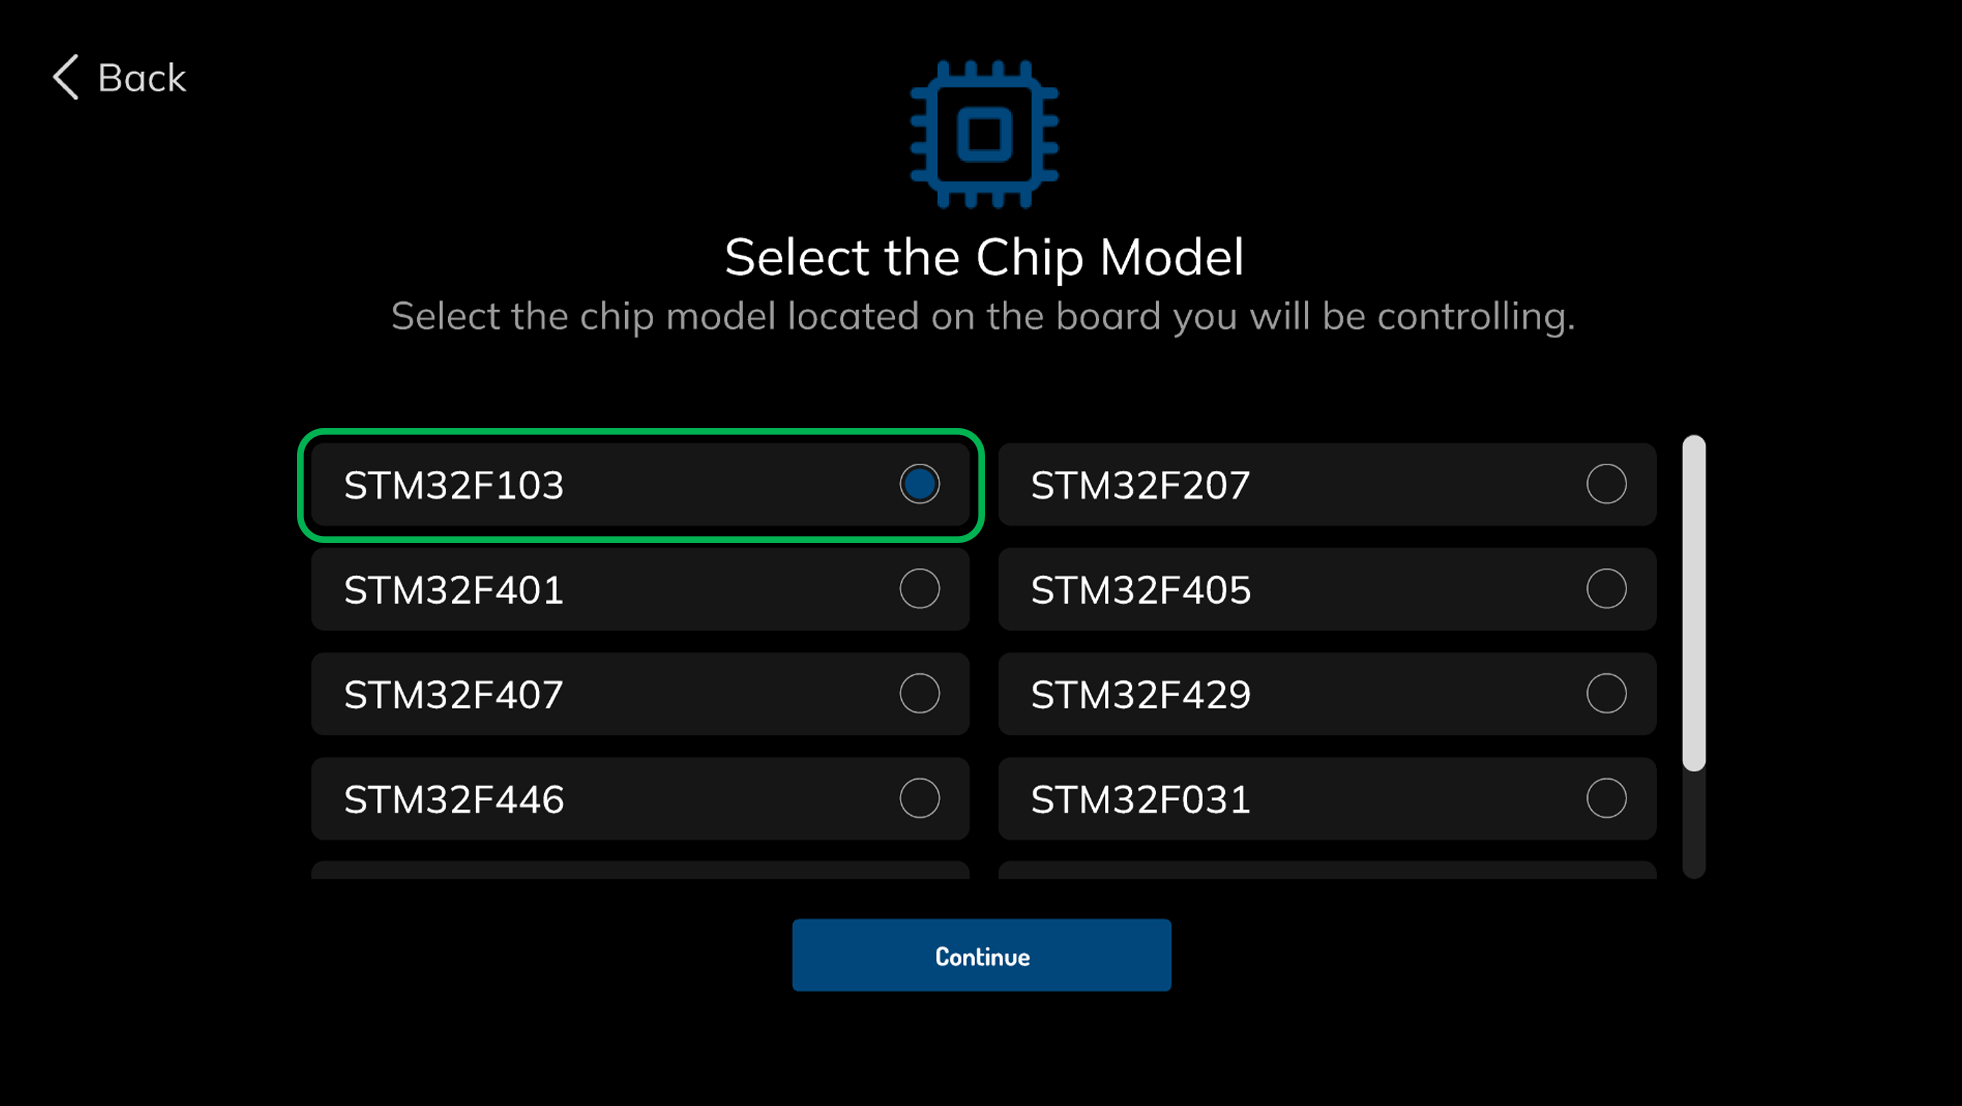 Back
Select the Chip Model
Select the chip model located on the board you will be controlling.
STM32F103
STM32F207
STM32F401
STM32F405
STM32F407
STM32F429
STM32F446
STM32F031
Continue